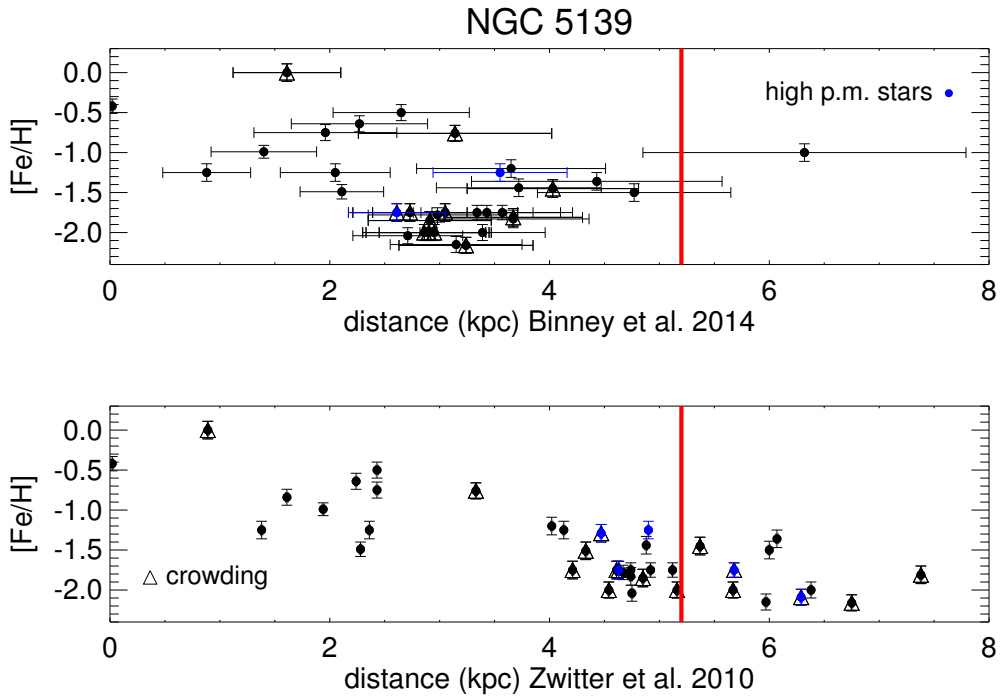 NGC 5139
0.0
-0.5
-1.0
-1.5
-2.0
[Fe/H]
high p.m. stars
0 2 4 6 8
distance (kpc) Binney et al. 2014
0.0
-0.5
-1.0
-1.5
-2.0
[Fe/H]
crowding
0 2 4 6 8
distance (kpc) Zwitter et al. 2010